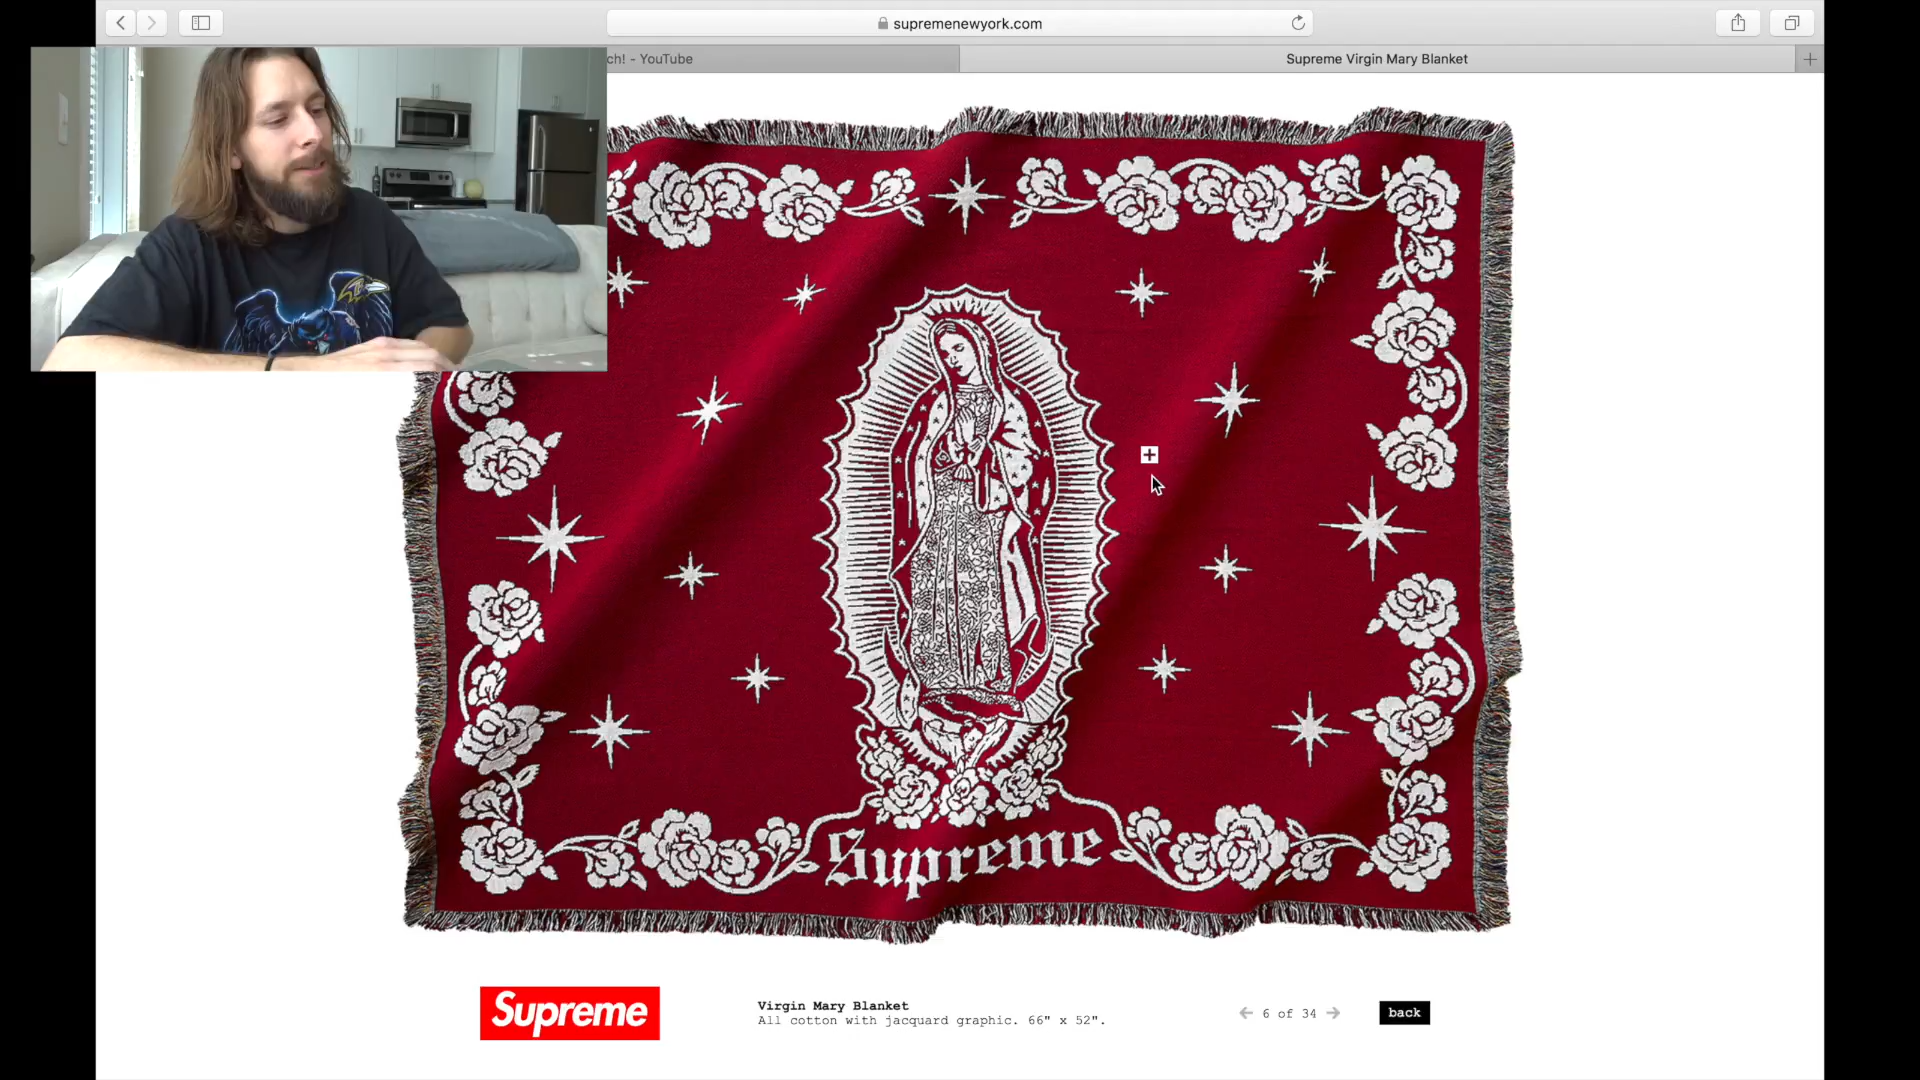 supremenewyork.com
ch! - YouTube
Supreme Virgin Mary Blanket
Supreme
Supreme
Virgin Mary Blanket
All cotton with jacquard graphic. 66" x 52".
6 of 34
back